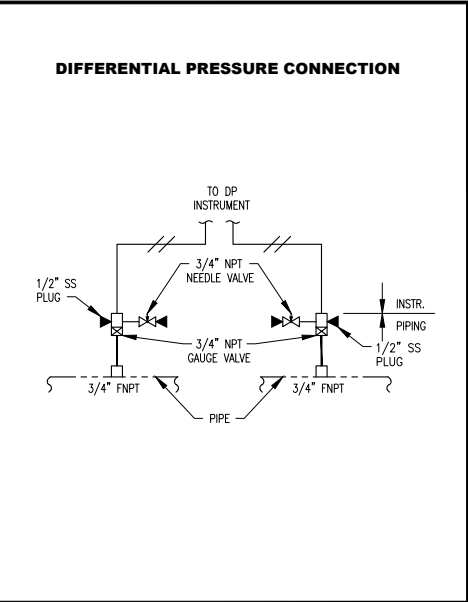 DIFFERENTIAL PRESSURE CONNECTION
TO DP
INSTRUMENT
3/4" NPT
NEEDLE VALVE
1/2" SS
PLUG
INSTR.
PIPING
3/4" NPT
GAUGE VALVE
1/2" SS
PLUG
3/4" FNPT
3/4" FNPT
PIPE